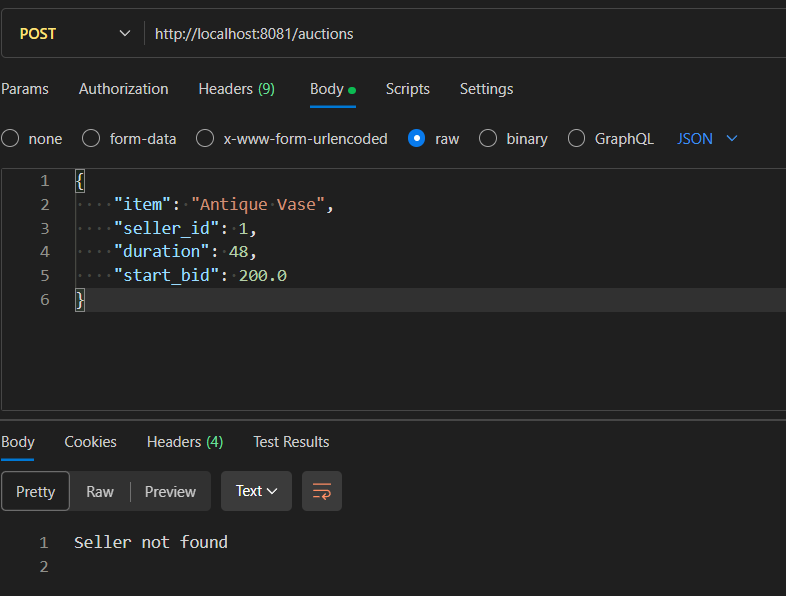 POST http://localhost:8081/auctions
Params Authorization Headers (9) Body Scripts Settings
none form-data x-www-form-urlencoded raw binary GraphQL JSON
1 {
2 "item": "Antique Vase",
3 "seller_id": 1,
4 "duration": 48,
5 "start_bid": 200.0
6 }
Body Cookies Headers (4) Test Results
Pretty Raw Preview Text
1 Seller not found
2